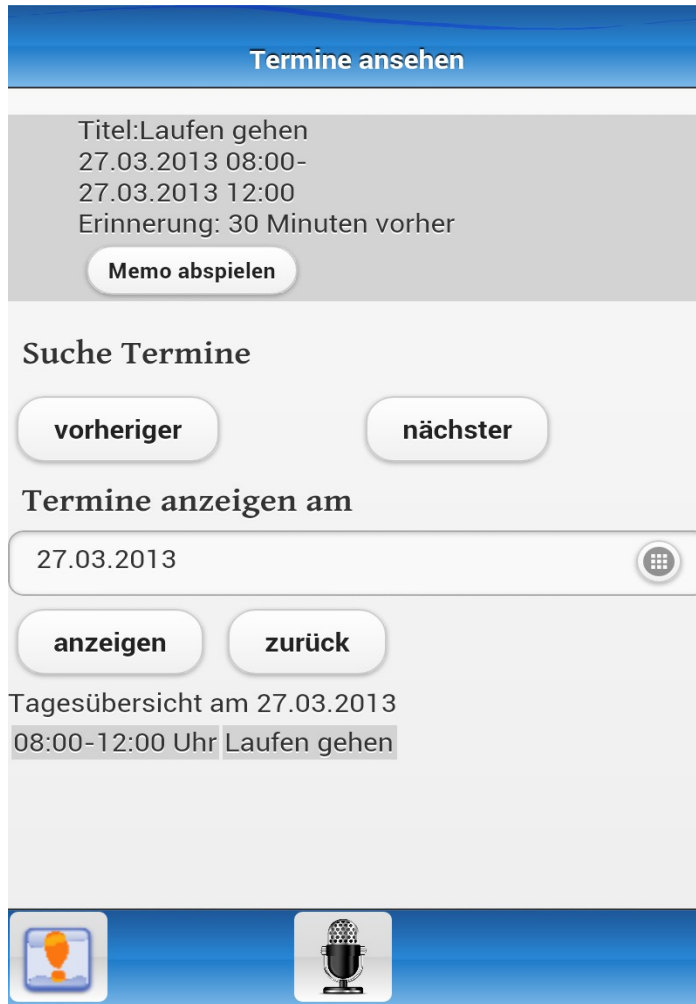 Termine ansehen
Titel:Laufen gehen
27.03.2013 08:00-
27.03.2013 12:00
Erinnerung: 30 Minuten vorher
Memo abspielen
Suche Termine
vorheriger nächster
Termine anzeigen am
27.03.2013
anzeigen zurück
Tagesübersicht am 27.03.2013
08:00-12:00 Uhr Laufen gehen